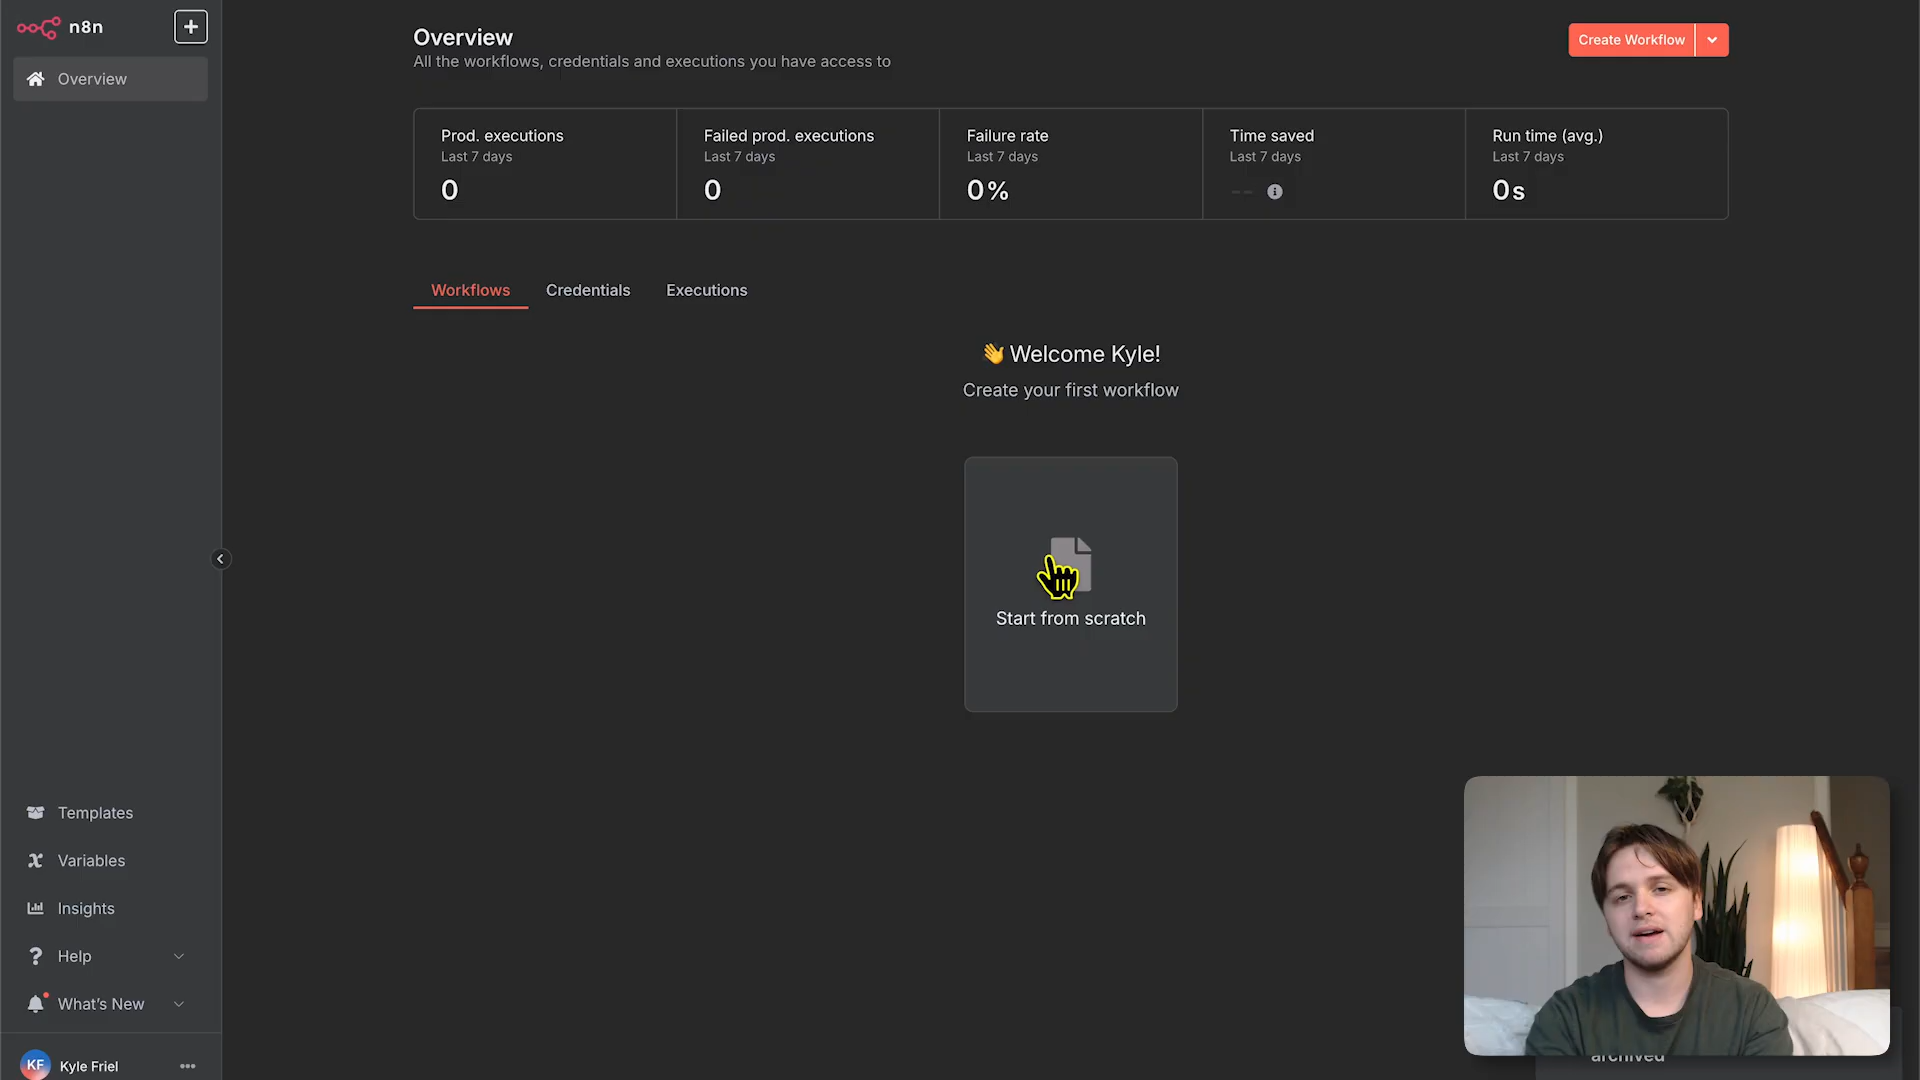 n8n
Overview
Templates
Variables
Insights
Help
What's New
KF
Kyle Friel
Overview
All the workflows, credentials and executions you have access to
Create Workflow
Prod. executions
Last 7 days
0
Failed prod. executions
Last 7 days
0
Failure rate
Last 7 days
0%
Time saved
Last 7 days
--
Run time (avg.)
Last 7 days
0s
Workflows
Credentials
Executions
👋 Welcome Kyle!
Create your first workflow
Start from scratch
archived